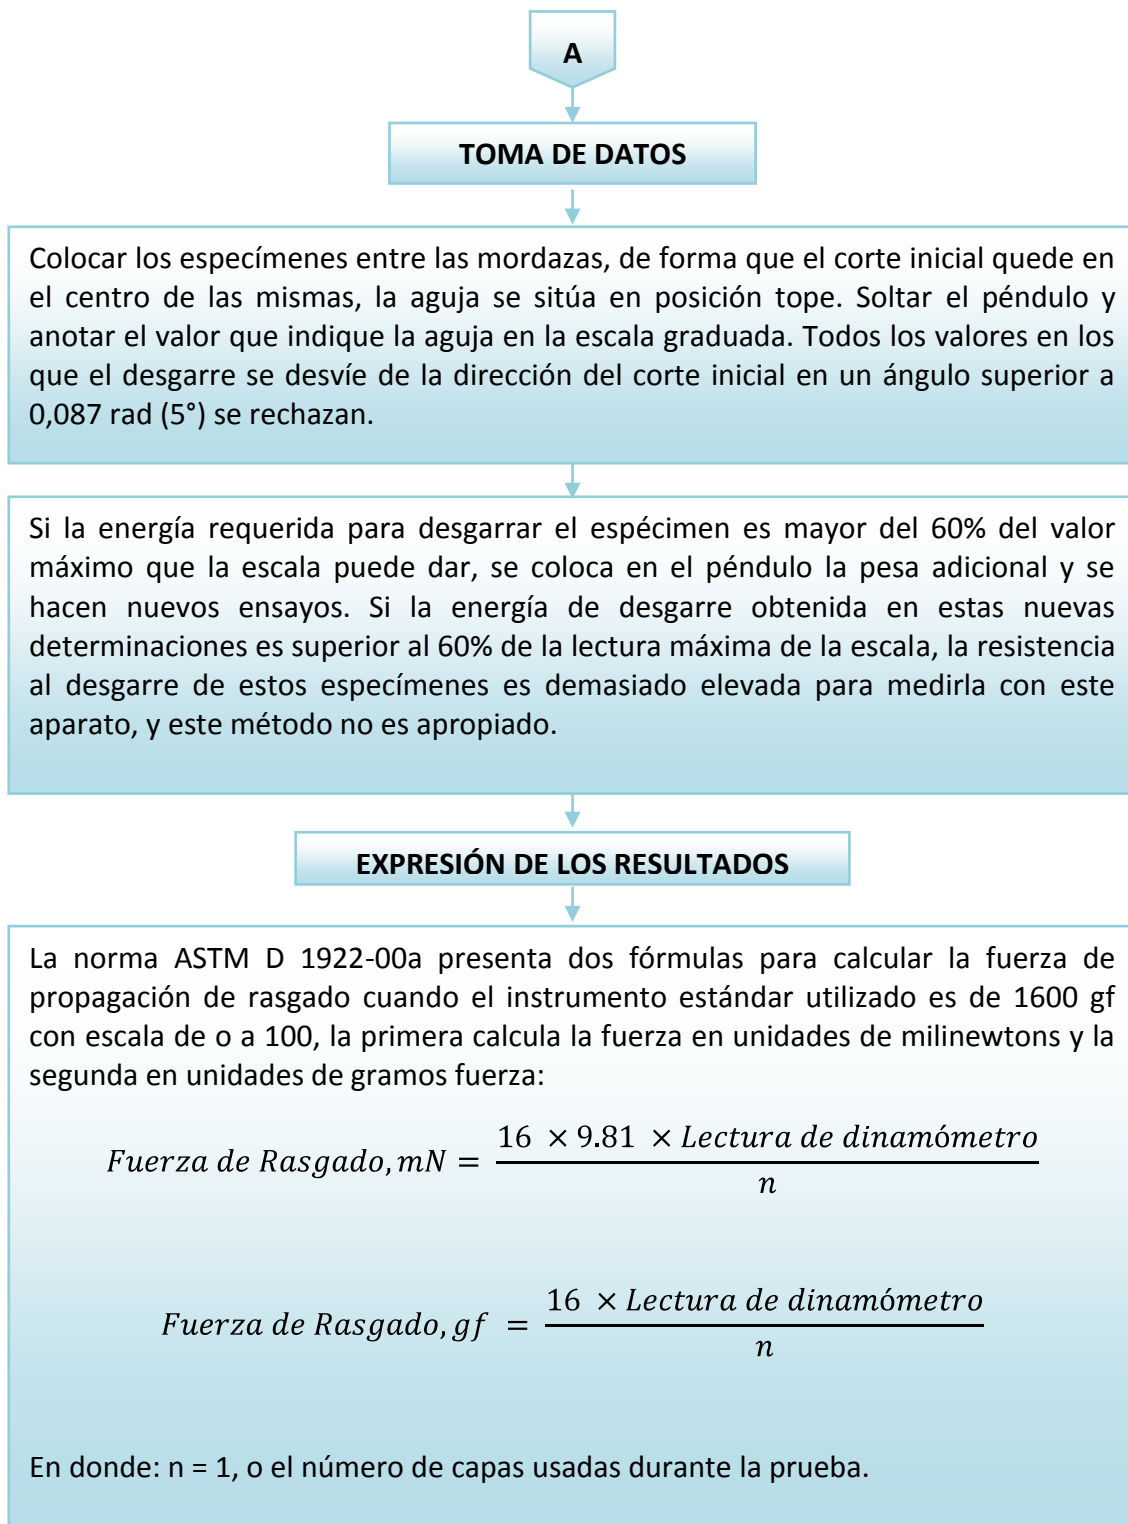 A
TOMA DE DATOS
Colocar los especímenes entre las mordazas, de forma que el corte inicial quede en
el centro de las mismas, la aguja se sitúa en posición tope. Soltar el péndulo y
anotar el valor que indique la aguja en la escala graduada. Todos los valores en los
que el desgarre se desvíe de la dirección del corte inicial en un ángulo superior a
0,087 rad (5°) se rechazan.
Si la energía requerida para desgarrar el espécimen es mayor del 60% del valor
máximo que la escala puede dar, se coloca en el péndulo la pesa adicional y se
hacen nuevos ensayos. Si la energía de desgarre obtenida en estas nuevas
determinaciones es superior al 60% de la lectura máxima de la escala, la resistencia
al desgarre de estos especímenes es demasiado elevada para medirla con este
aparato, y este método no es apropiado.
EXPRESIÓN DE LOS RESULTADOS
La norma ASTM D 1922-00a presenta dos fórmulas para calcular la fuerza de
propagación de rasgado cuando el instrumento estándar utilizado es de 1600 gf
con escala de o a 100, la primera calcula la fuerza en unidades de milinewtons y la
segunda en unidades de gramos fuerza:
16 × 9.81 × Lectura de dinamómetro
Fuerza de Rasgado, mN =
n
16 × Lectura de dinamómetro
Fuerza de Rasgado, gf =
n
En donde: n = 1, o el número de capas usadas durante la prueba.